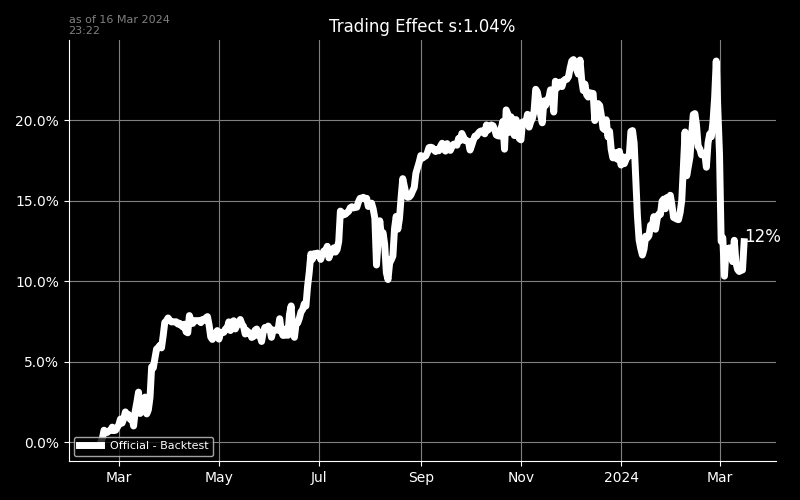 as of 16 Mar 2024
23:22
Trading Effect s:1.04%
20.0%
15.0%
10.0%
5.0%
0.0%
12%
Official - Backtest
Mar
May
Jul
Sep
Nov
2024
Mar